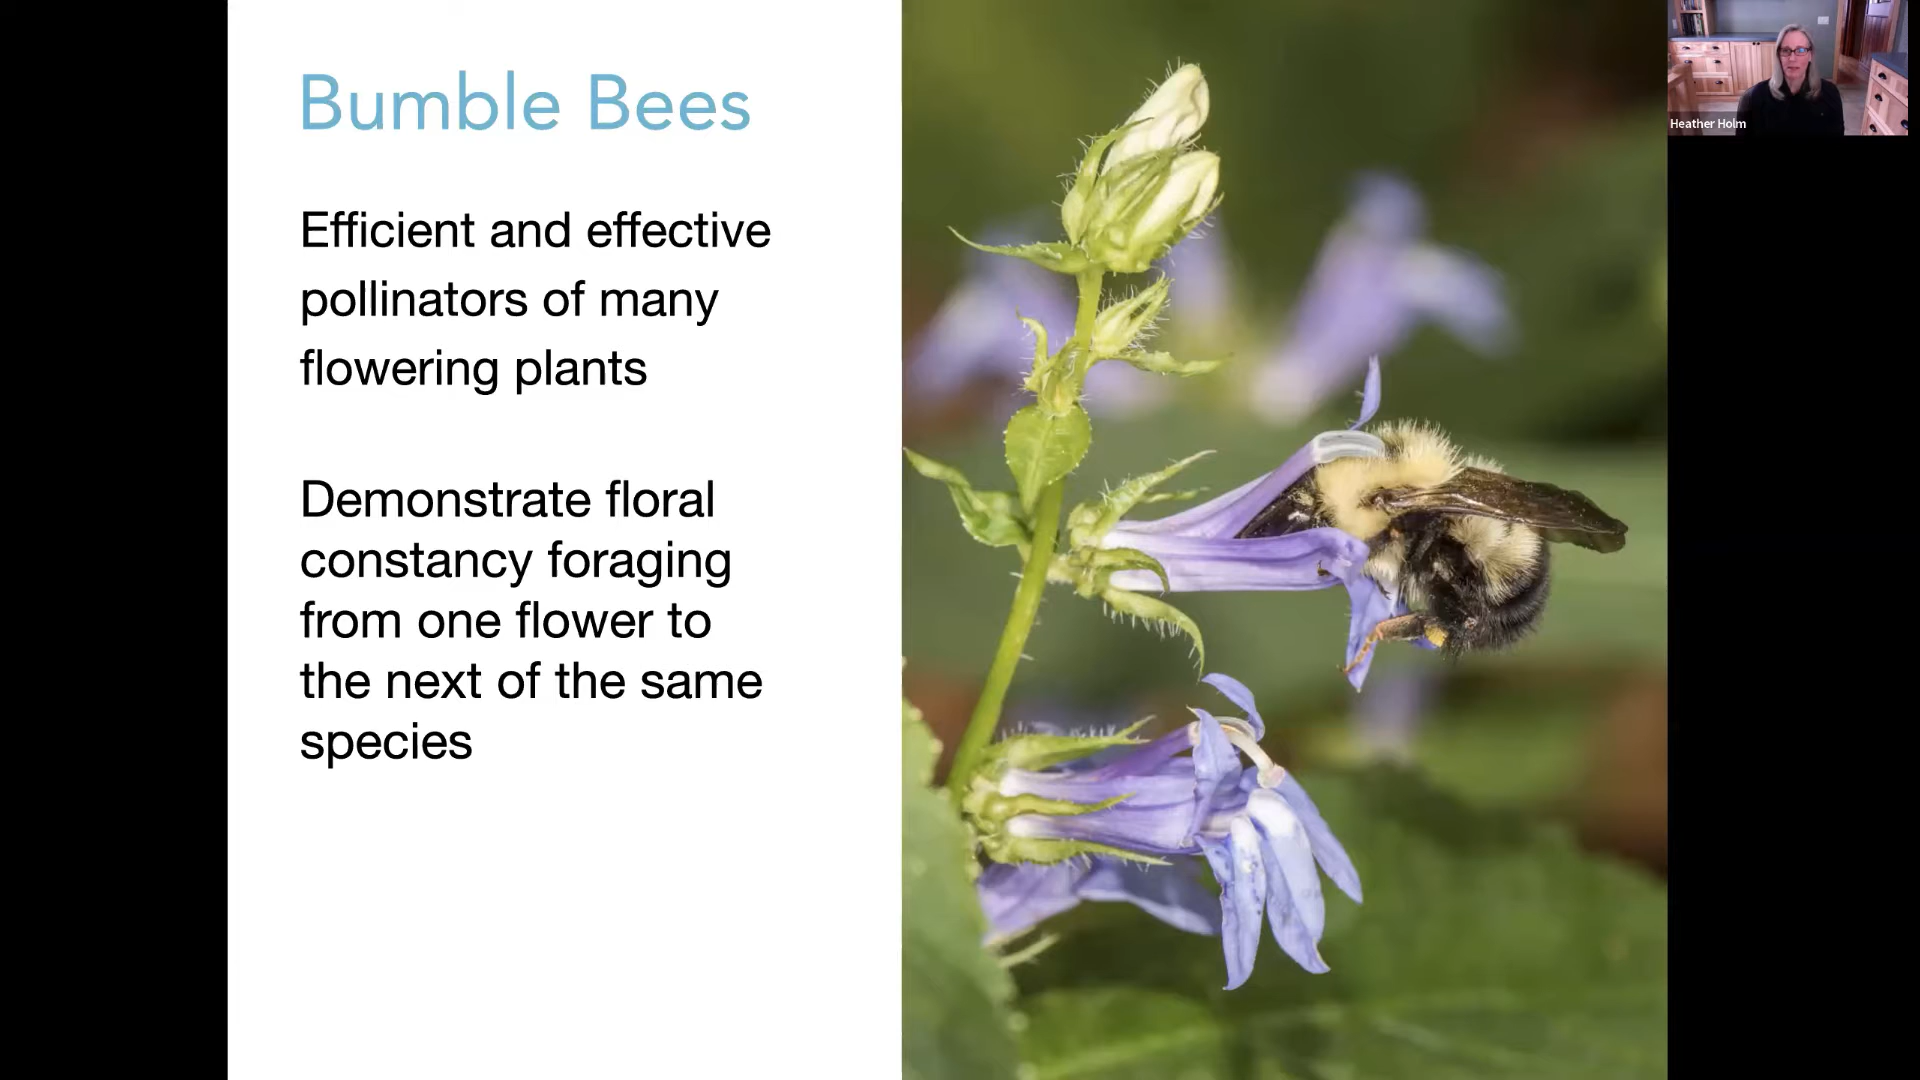 Bumble Bees
Efficient and effective
pollinators of many
flowering plants
Demonstrate floral
constancy foraging
from one flower to
the next of the same
species
Heather Holm